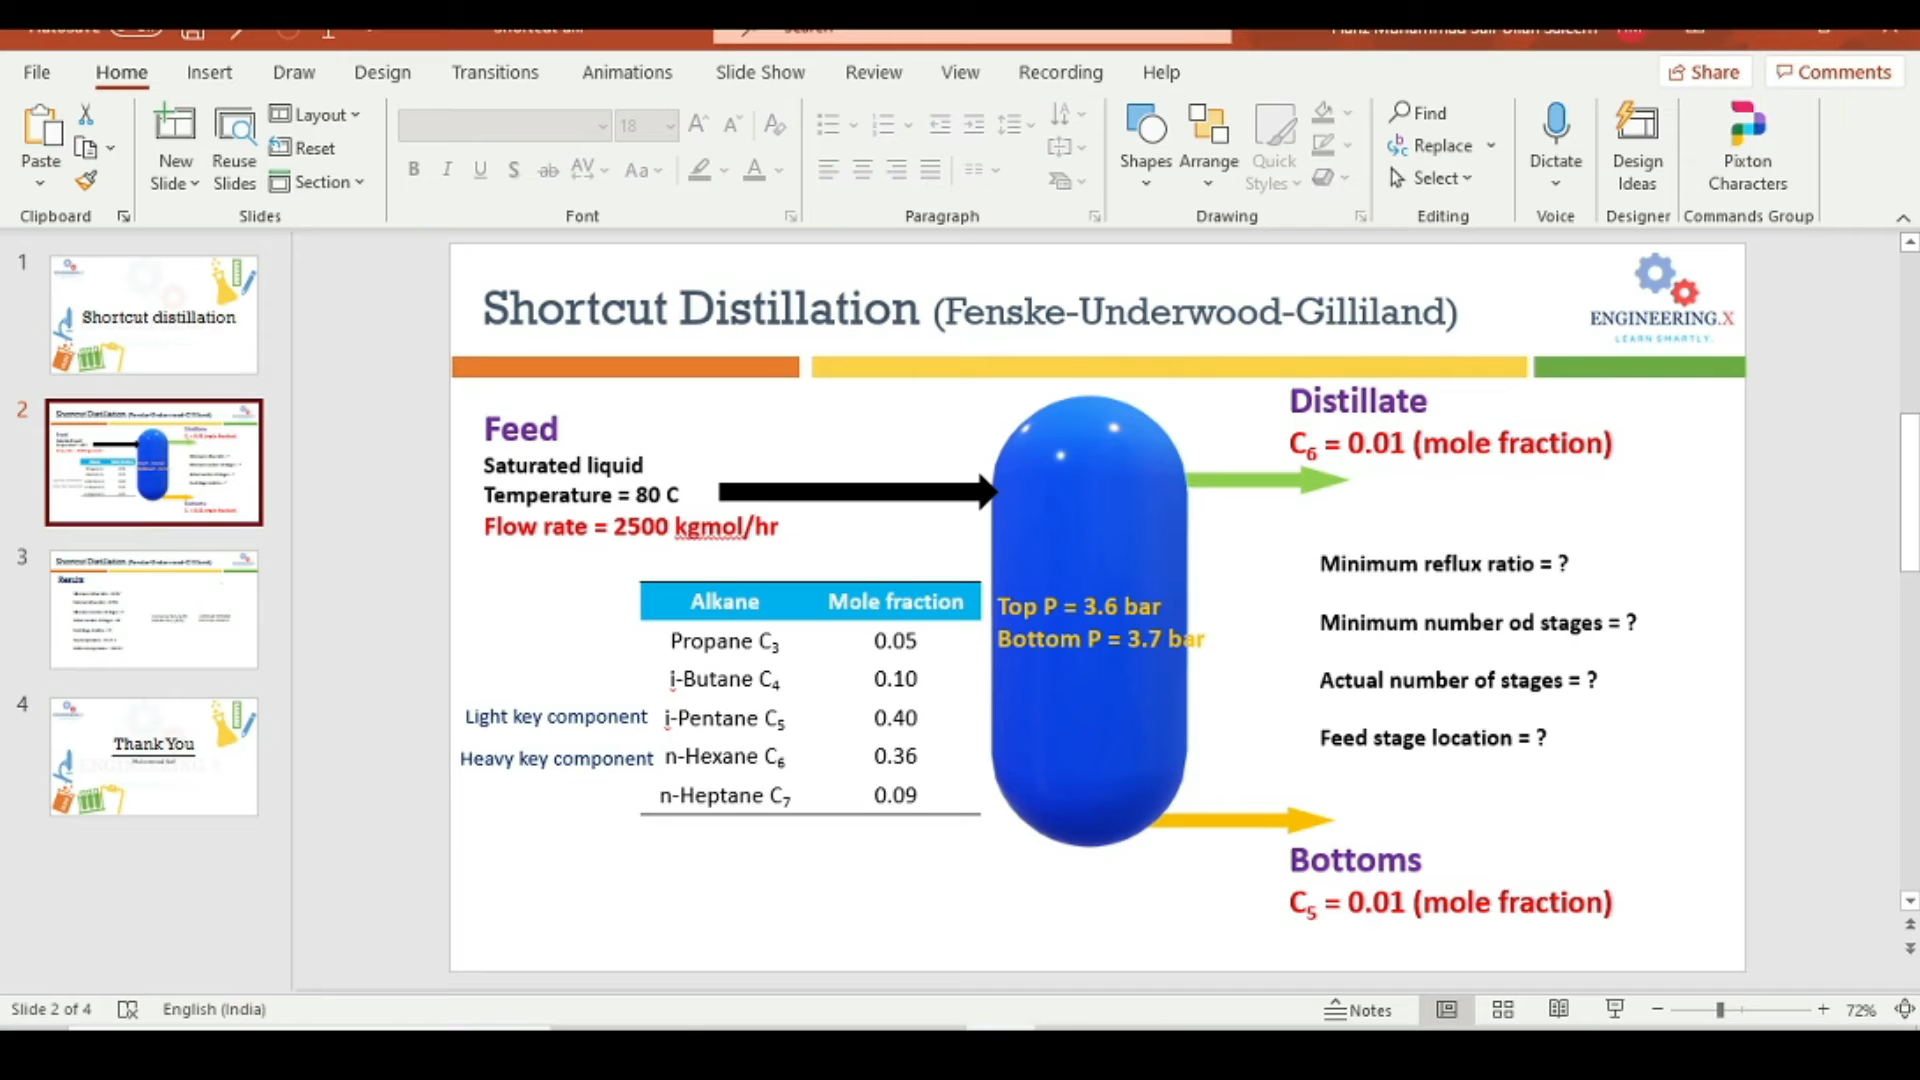 File Home Insert Draw Design Transitions Animations Slide Show Review View Recording Help Share Comments
Paste
New Slide
Reuse Slides
Layout
Reset
Section
18
Shapes
Arrange
Quick Styles
Find
Replace
Select
Dictate
Design Ideas
Pixton Characters
Clipboard Slides Font Paragraph Drawing Editing Voice Designer Commands Group
1
Shortcut distillation
2
3
4
Thank You
Shortcut Distillation (Fenske-Underwood-Gilliland)
ENGINEERING.X
LEARN SMARTLY.
Feed
Saturated liquid
Temperature = 80 C
Flow rate = 2500 kgmol/hr
Alkane Mole fraction
Propane C3 0.05
i-Butane C4 0.10
Light key component i-Pentane C5 0.40
Heavy key component n-Hexane C6 0.36
n-Heptane C7 0.09
Top P = 3.6 bar
Bottom P = 3.7 bar
Distillate
C6 = 0.01 (mole fraction)
Minimum reflux ratio = ?
Minimum number od stages = ?
Actual number of stages = ?
Feed stage location = ?
Bottoms
C5 = 0.01 (mole fraction)
Slide 2 of 4 English (India) Notes 72%